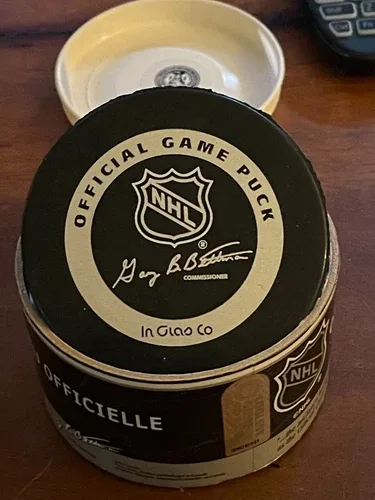 OFFICIAL GAME PUCK
NHL
®
Gary B. Bettman
COMMISSIONER
In Glas Co
OFFICIELLE
NHL